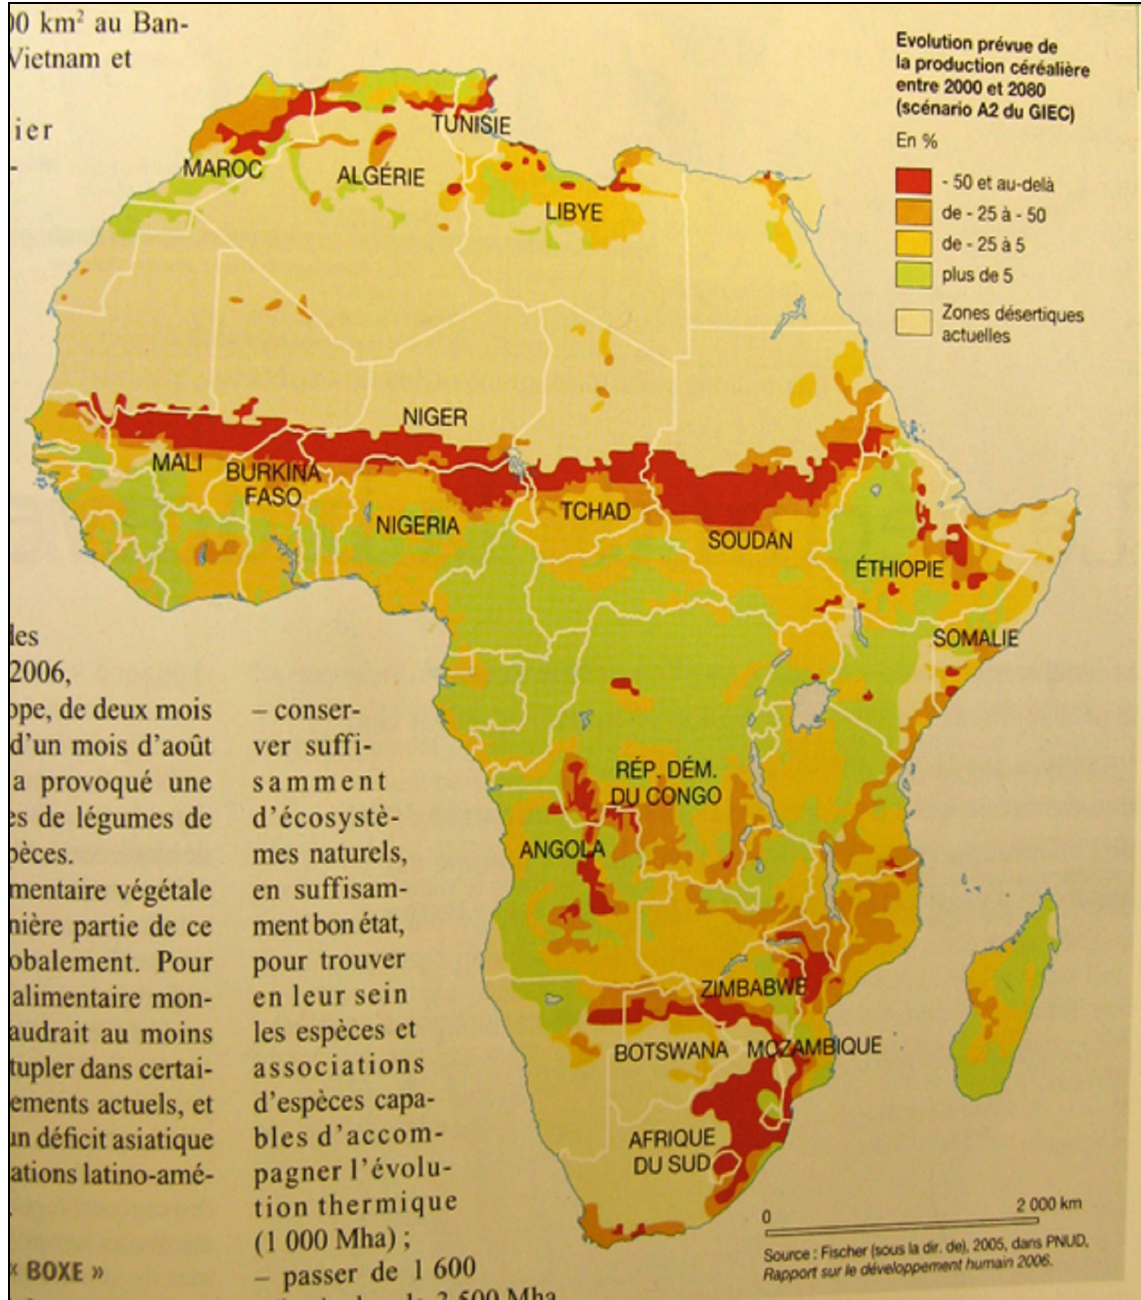 00 km² au Ban-
Vietnam et
ier
-
les
2006,
ope, de deux mois
d'un mois d'août
a provoqué une
es de légumes de
pèces.
mentaire végétale
nière partie de ce
obalement. Pour
alimentaire mon-
audrait au moins
tupler dans certai-
ements actuels, et
un déficit asiatique
ations latino-amé-
.
« BOXE »
– conser-
ver suffi-
samment
d'écosystè-
mes naturels,
en suffisam-
ment bon état,
pour trouver
en leur sein
les espèces et
associations
d'espèces capa-
bles d'accom-
pagner l'évolu-
tion thermique
(1 000 Mha) ;
– passer de 1 600
3 500 Mha
Evolution prévue de
la production céréalière
entre 2000 et 2080
(scénario A2 du GIEC)
En %
- 50 et au-delà
de - 25 à - 50
de - 25 à 5
plus de 5
Zones désertiques
actuelles
TUNISIE
MAROC
ALGÉRIE
LIBYE
NIGER
MALI
BURKINA
FASO
NIGERIA
TCHAD
SOUDAN
ÉTHIOPIE
SOMALIE
RÉP. DÉM.
DU CONGO
ANGOLA
ZIMBABWE
BOTSWANA
MOZAMBIQUE
AFRIQUE
DU SUD
0
2 000 km
Source : Fischer (sous la dir. de), 2005, dans PNUD,
Rapport sur le développement humain 2006.